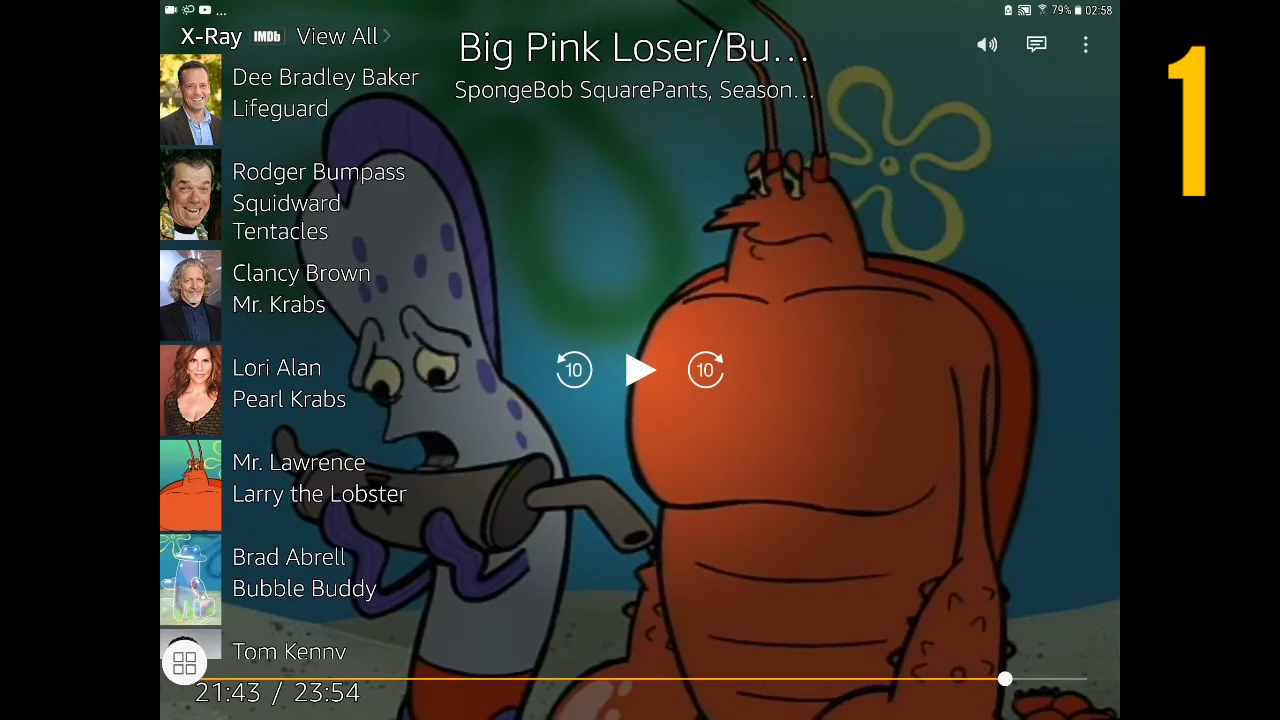 ... 79% 02:58
X-Ray IMDb View All
Big Pink Loser/Bu...
SpongeBob SquarePants, Season...
1
Dee Bradley Baker
Lifeguard
Rodger Bumpass
Squidward
Tentacles
Clancy Brown
Mr. Krabs
10 10
Lori Alan
Pearl Krabs
Mr. Lawrence
Larry the Lobster
Brad Abrell
Bubble Buddy
Tom Kenny
21:43 / 23:54